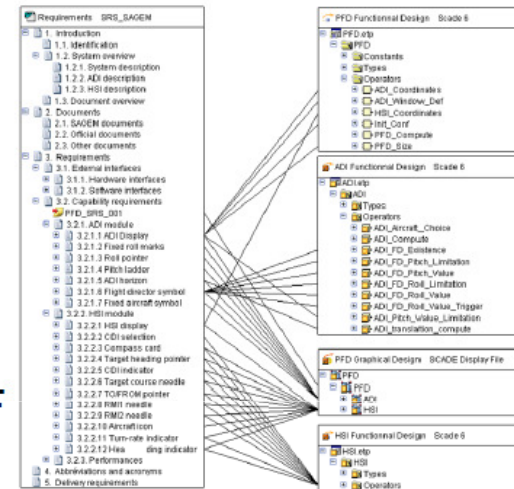 Requirements SRS_SAGEM
1. Introduction
1.1. Identification
1.2. System overview
1.2.1. System description
1.2.2. ADI description
1.2.3. HSI description
1.3. Document overview
2. Documents
2.1. SAGEM documents
2.2. Official documents
2.3. Other documents
3. Requirements
3.1. External interfaces
3.1.1. Hardware interfaces
3.1.2. Software interfaces
3.2. Capability requirements
PFD_SRS_001
3.2.1. ADI module
3.2.1.1 ADI Display
3.2.1.2 Fixed roll marks
3.2.1.3 Roll pointer
3.2.1.4 Pitch ladder
3.2.1.5 ADI horizon
3.2.1.6 Flight director symbol
3.2.1.7 Fixed aircraft symbol
3.2.2. HSI module
3.2.2.1 HSI display
3.2.2.2 CDI selection
3.2.2.3 Compass card
3.2.2.4 Target heading pointer
3.2.2.5 CDI indicator
3.2.2.6 Target course needle
3.2.2.7 TO/FROM pointer
3.2.2.8 RMI1 needle
3.2.2.9 RMI2 needle
3.2.2.10 Aircraft icon
3.2.2.11 Turn-rate indicator
3.2.2.12 Hea ding indicator
3.2.3. Performances
4. Abbréviations and acronyms
5. Delivery requirements
PFD Functionnal Design Scade 6
PFD.etp
PFD
Constants
Types
Operators
ADI_Coordinates
ADI_Window_Def
HSI_Coordinates
Init_Conf
PFD_Compute
PFD_Size
ADI Functionnal Design Scade 6
ADI.etp
ADI
Types
Operators
ADI_Aircraft_Choice
ADI_Compute
ADI_FD_Existence
ADI_FD_Pitch_Limitation
ADI_FD_Pitch_Value
ADI_FD_Roll_Limitation
ADI_FD_Roll_Value
ADI_FD_Roll_Value_Trigger
ADI_Pitch_Value_Limitation
ADI_translation_compute
PFD Graphical Design SCADE Display File
PFD
PFD
ADI
HSI
HSI Functionnal Design Scade 6
HSI.etp
HSI
Types
Operators